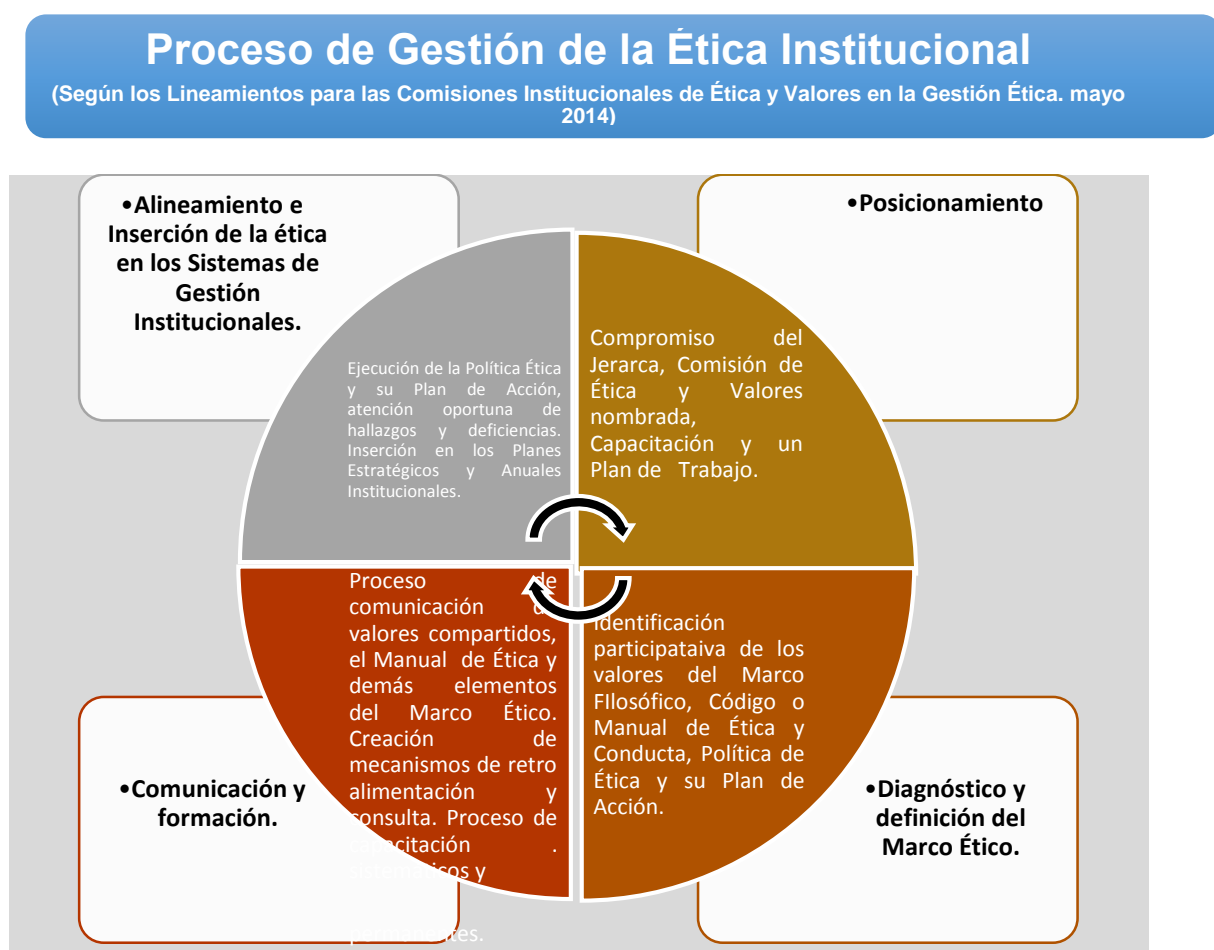 Proceso de Gestión de la Ética Institucional
(Según los Lineamientos para las Comisiones Institucionales de Ética y Valores en la Gestión Ética. mayo
2014)
•Alineamiento e
Inserción de la ética
en los Sistemas de
Gestión
Institucionales.
•Posicionamiento
Ejecución de la Política Ética
y su Plan de Acción,
atención oportuna de
hallazgos y deficiencias.
Inserción en los Planes
Estratégicos y Anuales
Institucionales.
Compromiso del
Jerarca, Comisión de
Ética y Valores
nombrada,
Capacitación y un
Plan de Trabajo.
Proceso de
comunicación de
valores compartidos,
el Manual de Ética y
demás elementos
del Marco Ético.
Creación de
mecanismos de retro
alimentación y
consulta. Proceso de
capacitación .
sistemáticos y
permanentes.
Identificación
participataiva de los
valores del Marco
FIlosófico, Código o
Manual de Ética y
Conducta, Política de
Ética y su Plan de
Acción.
•Comunicación y
formación.
•Diagnóstico y
definición del
Marco Ético.